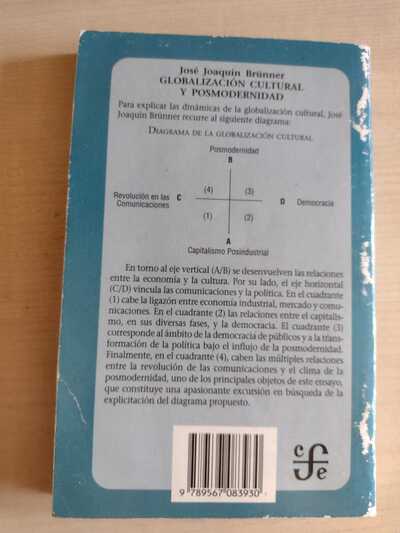 José Joaquín Brünner
GLOBALIZACIÓN CULTURAL
Y POSMODERNIDAD
Para explicar las dinámicas de la globalización cultural, José
Joaquín Brünner recurre al siguiente diagrama:
DIAGRAMA DE LA GLOBALIZACIÓN CULTURAL
Posmodernidad
B
(4) (3)
Revolución en las
Comunicaciones
C
D Democracia
(1) (2)
A
Capitalismo Posindustrial
En torno al eje vertical (A/B) se desenvuelven las relaciones
entre la economía y la cultura. Por su lado, el eje horizontal
(C/D) vincula las comunicaciones y la política. En el cuadrante
(1) cabe la ligazón entre economía industrial, mercado y comu-
nicaciones. En el cuadrante (2) las relaciones entre el capitalis-
mo, en sus diversas fases, y la democracia. El cuadrante (3)
corresponde al ámbito de la democracia de públicos y a la trans-
formación de la política bajo el influjo de la posmodernidad.
Finalmente, en el cuadrante (4), caben las múltiples relaciones
entre la revolución de las comunicaciones y el clima de la
posmodernidad, uno de los principales objetos de este ensayo,
que constituye una apasionante excursión en búsqueda de la
explicitación del diagrama propuesto.
9 789567 083930
cfe